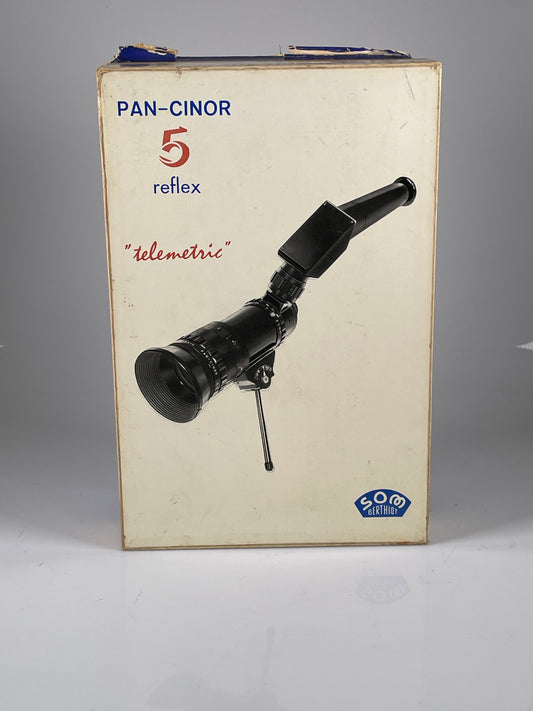 PAN-CINOR
5
reflex
"telemetric"
SOM
BERTHIOT